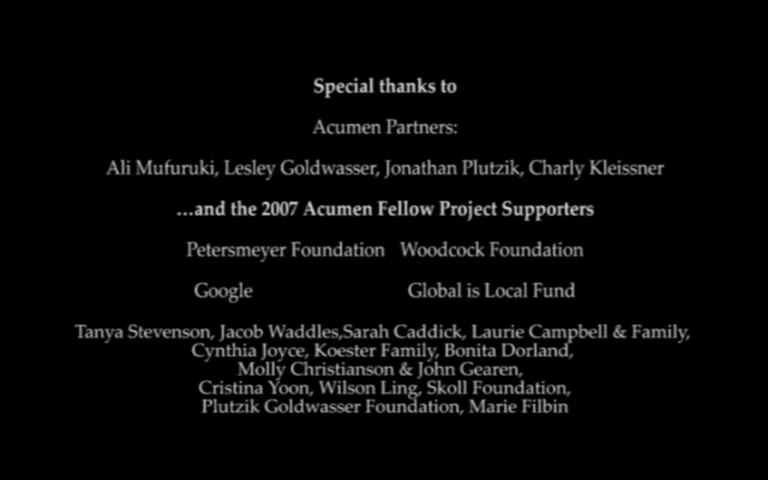 Special thanks to
Acumen Partners:
Ali Mufuruki, Lesley Goldwasser, Jonathan Plutzik, Charly Kleissner
...and the 2007 Acumen Fellow Project Supporters
Petersmeyer Foundation Woodcock Foundation
Google Global is Local Fund
Tanya Stevenson, Jacob Waddles,Sarah Caddick, Laurie Campbell & Family,
Cynthia Joyce, Koester Family, Bonita Dorland,
Molly Christianson & John Gearen,
Cristina Yoon, Wilson Ling, Skoll Foundation,
Plutzik Goldwasser Foundation, Marie Filbin